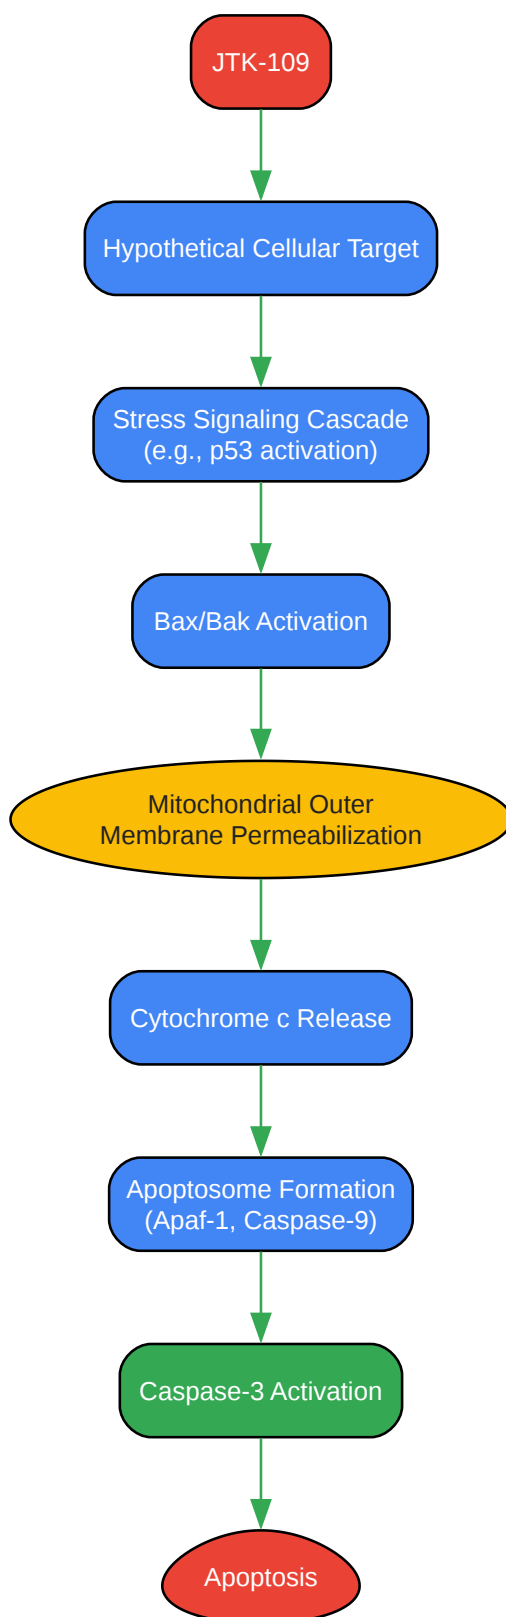 JTK-109
Hypothetical Cellular Target
Stress Signaling Cascade
(e.g., p53 activation)
Bax/Bak Activation
Mitochondrial Outer
Membrane Permeabilization
Cytochrome c Release
Apoptosome Formation
(Apaf-1, Caspase-9)
Caspase-3 Activation
Apoptosis